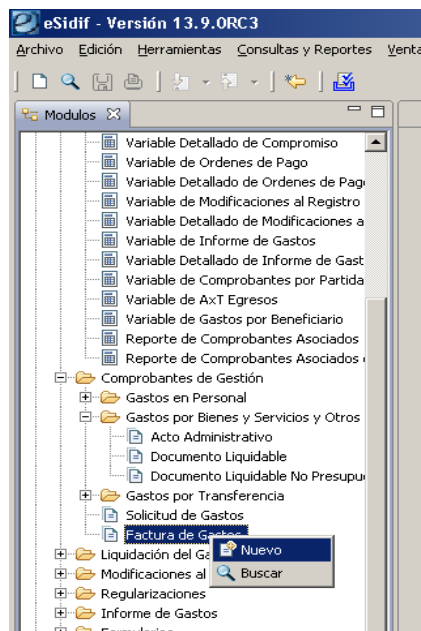 eSidif - Versión 13.9.0RC3
Archivo Edición Herramientas Consultas y Reportes Venta
Modulos
Variable Detallado de Compromiso
Variable de Ordenes de Pago
Variable Detallado de Ordenes de Pag
Variable de Modificaciones al Registro
Variable Detallado de Modificaciones a
Variable de Informe de Gastos
Variable Detallado de Informe de Gast
Variable de Comprobantes por Partida
Variable de AxT Egresos
Variable de Gastos por Beneficiario
Reporte de Comprobantes Asociados
Reporte de Comprobantes Asociados
Comprobantes de Gestión
Gastos en Personal
Gastos por Bienes y Servicios y Otros
Acto Administrativo
Documento Liquidable
Documento Liquidable No Presupu
Gastos por Transferencia
Solicitud de Gastos
Factura de Gastos
Nuevo
Liquidación del Ga
Buscar
Modificaciones al
Regularizaciones
Informe de Gastos